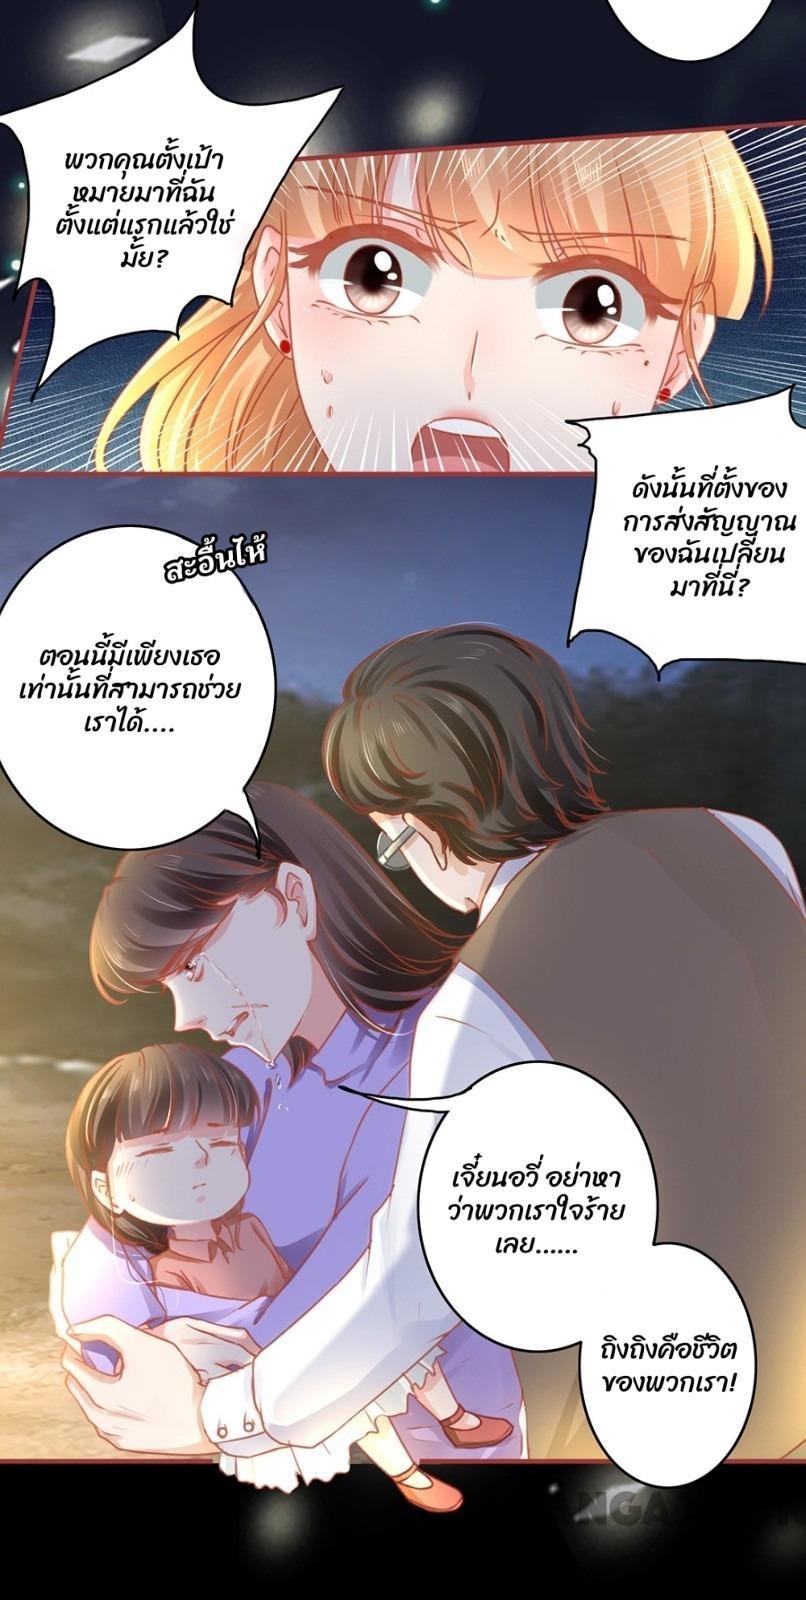 พวกคุณตั้งเป้า
หมายมาที่ฉัน
ตั้งแต่แรกแล้วใช่
มั้ย?
ดังนั้นที่ตั้งของ
การส่งสัญญาณ
ของฉันเปลี่ยน
มาที่นี่?
สะอื้นไห้
ตอนนี้มีเพียงเธอ
เท่านั้นที่สามารถช่วย
เราได้....
เจี๋ยนอวี่ อย่าหา
ว่าพวกเราใจร้าย
เลย......
ถิงถิงคือชีวิต
ของพวกเรา!